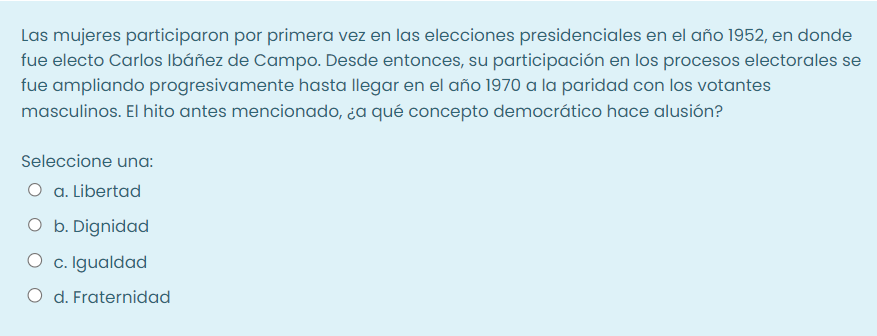 Las mujeres participaron por primera vez en las elecciones presidenciales en el año 1952, en donde
fue electo Carlos Ibáñez de Campo. Desde entonces, su participación en los procesos electorales se
fue ampliando progresivamente hasta llegar en el año 1970 a la paridad con los votantes
masculinos. El hito antes mencionado, ¿a qué concepto democrático hace alusión?
Seleccione una:
a. Libertad
b. Dignidad
c. Igualdad
d. Fraternidad